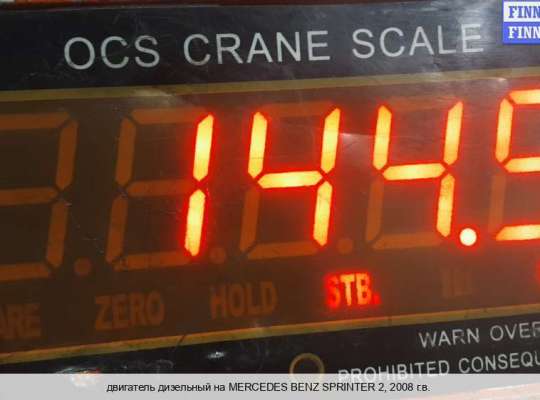 FINN
FINN
OCS CRANE SCALE
144.5
ZERO HOLD STB.
WARN OVER
PROHIBITED CONSEQU
двигатель дизельный на MERCEDES BENZ SPRINTER 2, 2008 г.в.